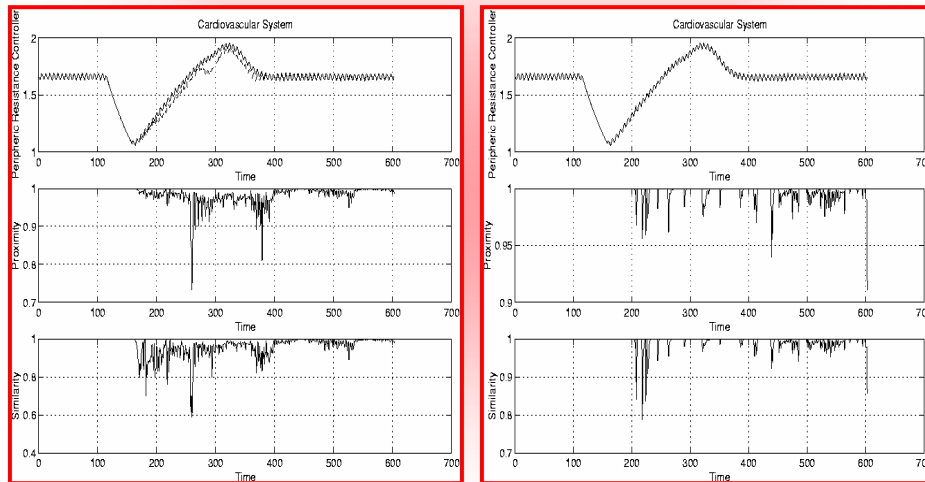 Cardiovascular System
Peripheric Resistance Controller
2
1.5
1
0 100 200 300 400 500 600 700
Time
Proximity
1
0.9
0.8
0.7
0 100 200 300 400 500 600 700
Time
Similarity
1
0.8
0.6
0.4
0 100 200 300 400 500 600 700
Time
Cardiovascular System
Peripheric Resistance Controller
2
1.5
1
0 100 200 300 400 500 600 700
Time
Proximity
1
0.95
0.9
0 100 200 300 400 500 600 700
Time
Similarity
1
0.9
0.8
0.7
0 100 200 300 400 500 600 700
Time